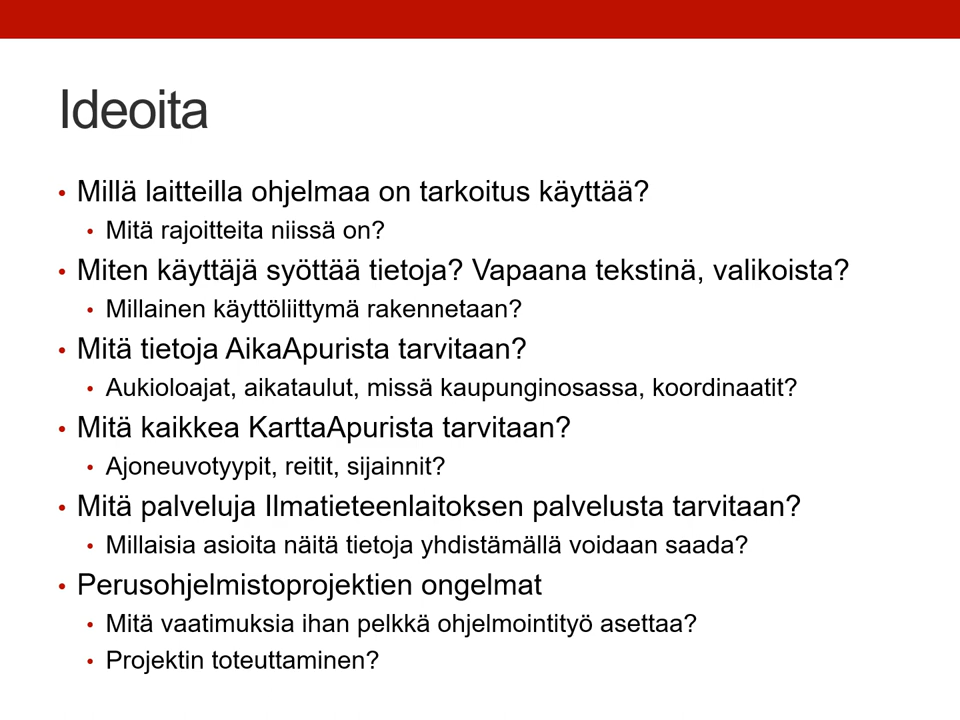 Ideoita
• Millä laitteilla ohjelmaa on tarkoitus käyttää?
• Mitä rajoitteita niissä on?
• Miten käyttäjä syöttää tietoja? Vapaana tekstinä, valikoista?
• Millainen käyttöliittymä rakennetaan?
• Mitä tietoja AikaApurista tarvitaan?
• Aukioloajat, aikataulut, missä kaupunginosassa, koordinaatit?
• Mitä kaikkea KarttaApurista tarvitaan?
• Ajoneuvotyypit, reitit, sijainnit?
• Mitä palveluja Ilmatieteenlaitoksen palvelusta tarvitaan?
• Millaisia asioita näitä tietoja yhdistämällä voidaan saada?
• Perusohjelmistoprojektien ongelmat
• Mitä vaatimuksia ihan pelkkä ohjelmointityö asettaa?
• Projektin toteuttaminen?